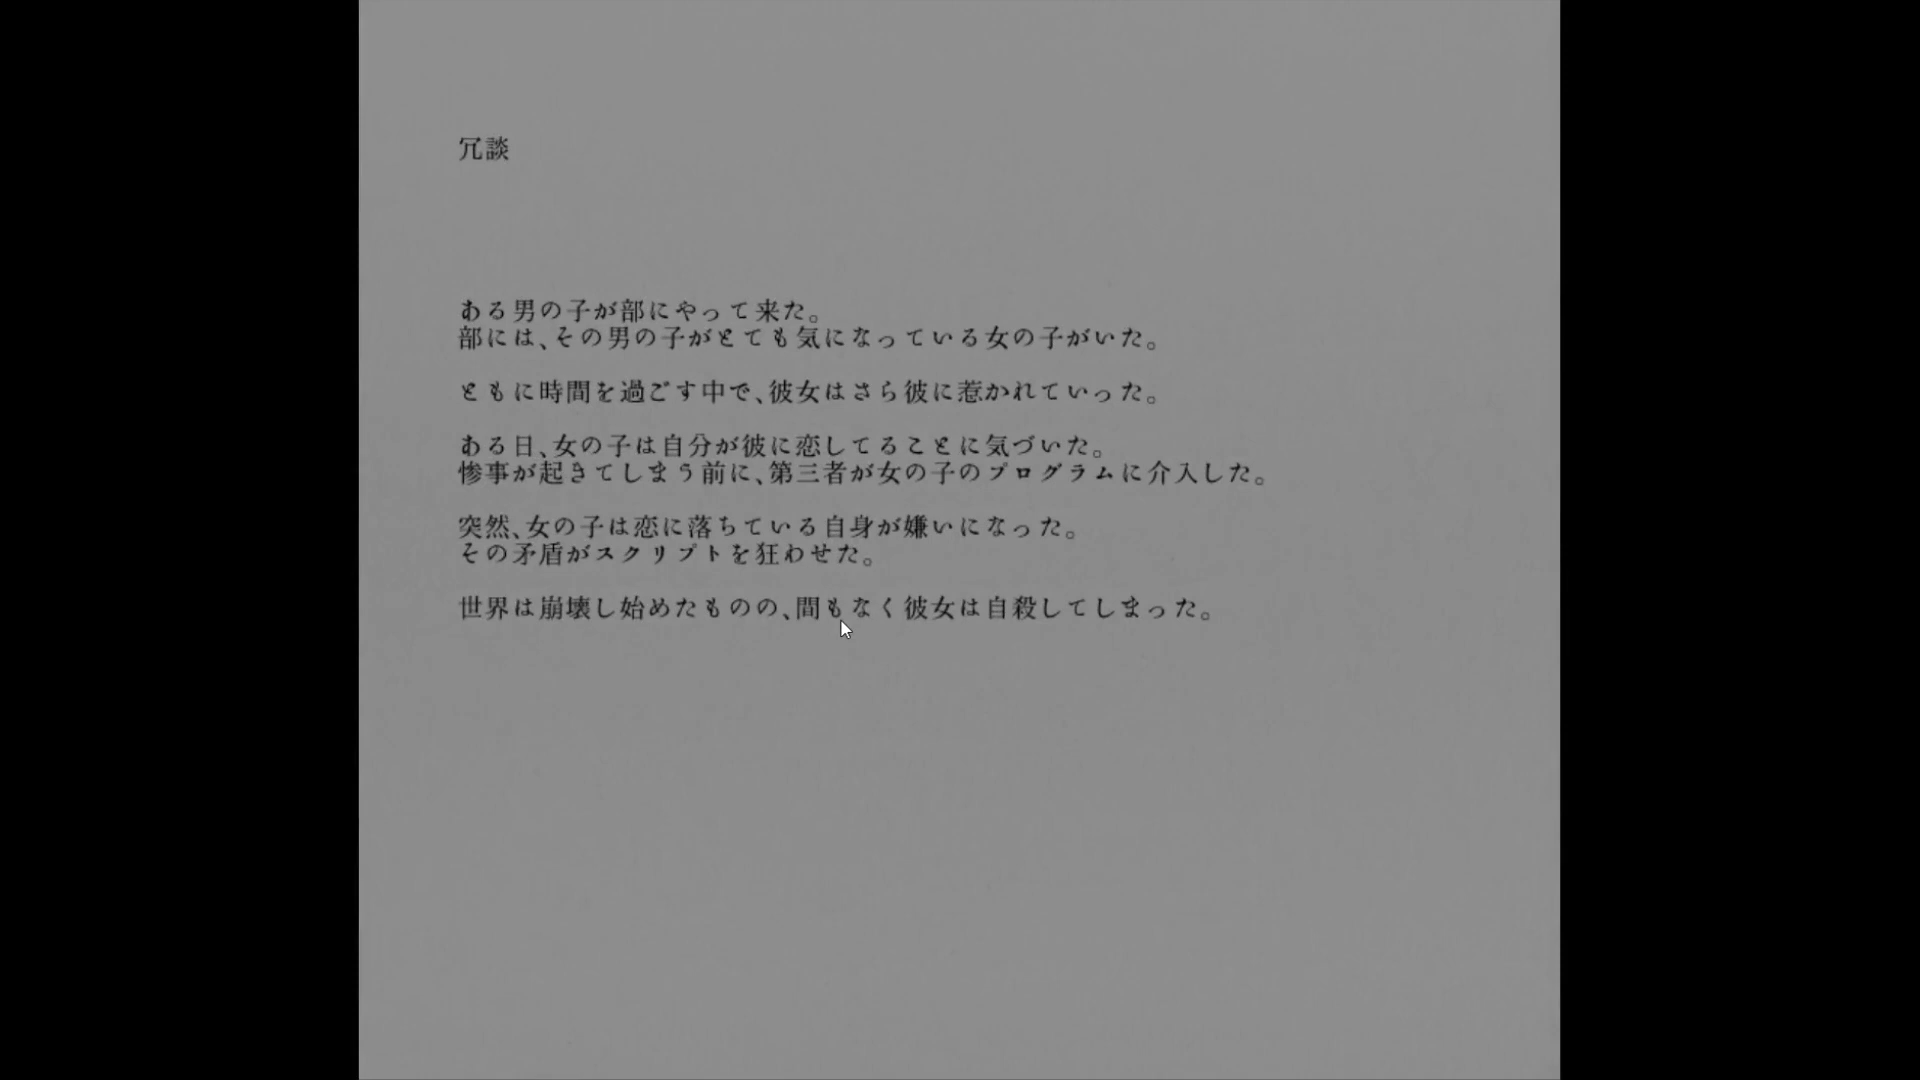 冗談
ある男の子が部にやって来た。
部には、その男の子がとても気になっている女の子がいた。
ともに時間を過ごす中で、彼女はさら彼に惹かれていった。
ある日、女の子は自分が彼に恋してることに気づいた。
惨事が起きてしまう前に、第三者が女の子のプログラムに介入した。
突然、女の子は恋に落ちている自身が嫌いになった。
その矛盾がスクリプトを狂わせた。
世界は崩壊し始めたものの、間もなく彼女は自殺してしまった。